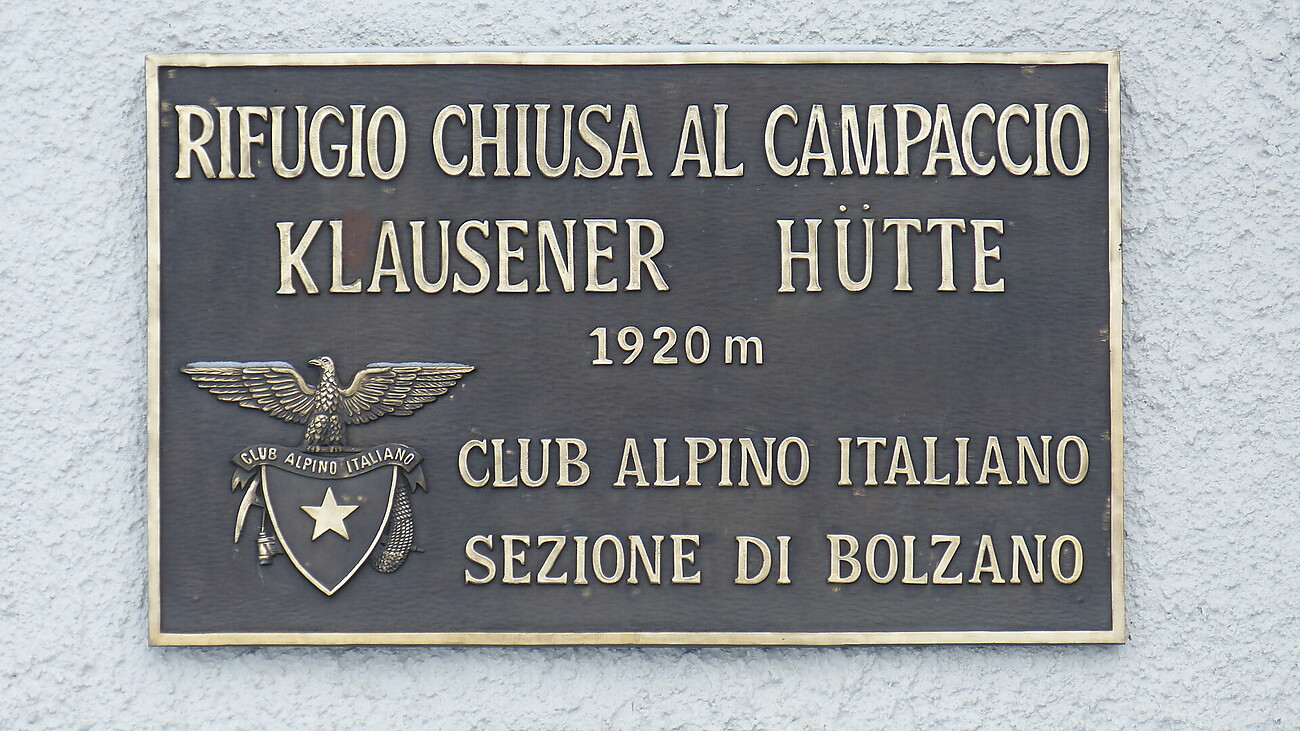 RIFUGIO CHIUSA AL CAMPACCIO
KLAUSENER HÜTTE
1920 m
CLUB ALPINO ITALIANO
CLUB ALPINO ITALIANO
SEZIONE DI BOLZANO